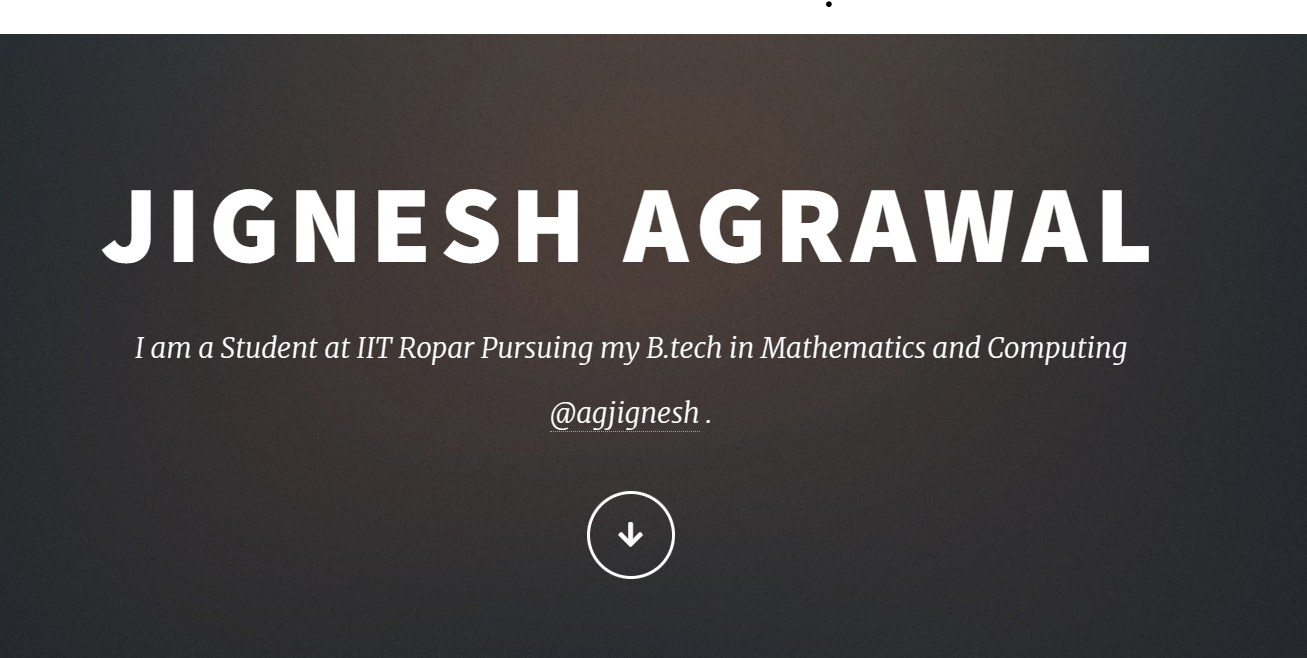 JIGNESH AGRAWAL
I am a Student at IIT Ropar Pursuing my B.tech in Mathematics and Computing
@agjignesh .